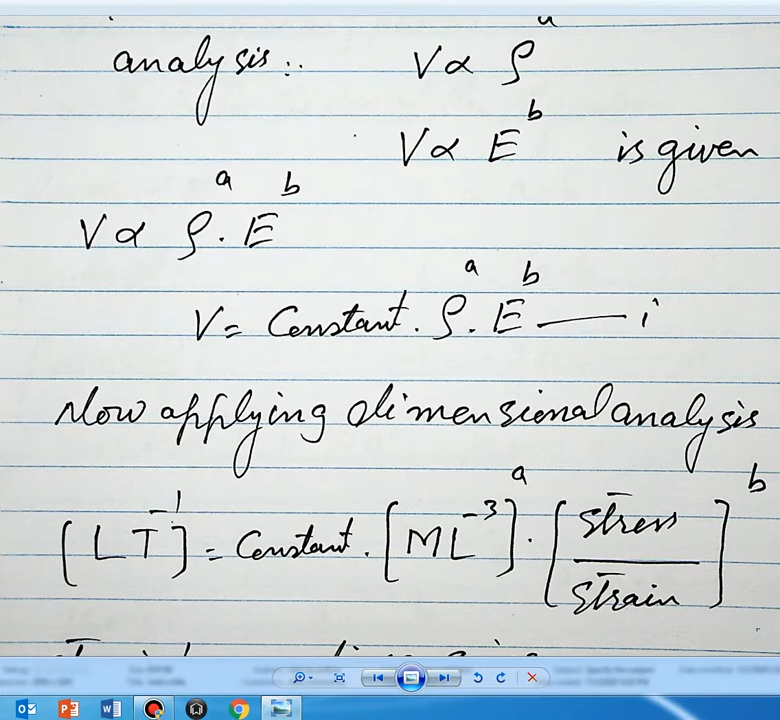 analysis:. V ∝ ρ^a
V ∝ E^b is given
V ∝ ρ^a . E^b
V = Constant . ρ^a . E^b — i
Now applying dimensional analysis
[LT^-1] = Constant . [ML^-3]^a . [Stress / Strain]^b